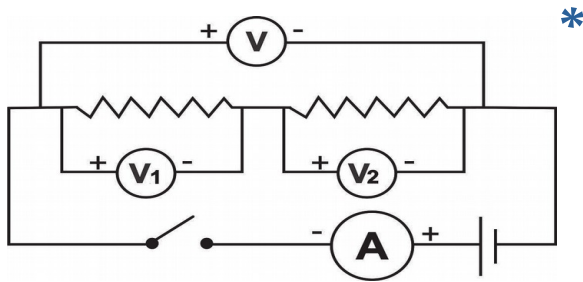 + V -
+ V1 - + V2 -
- A +
*